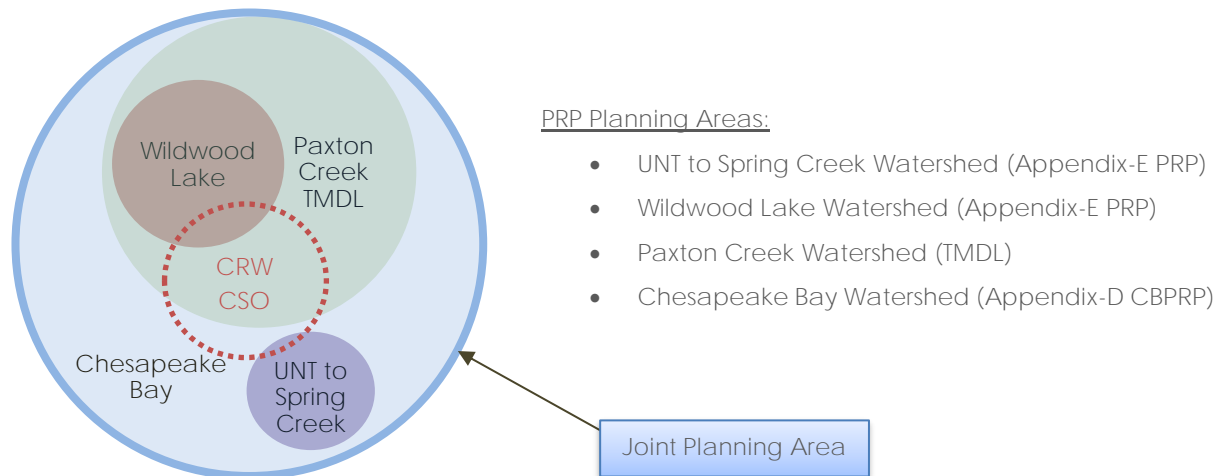 Wildwood
Lake
Paxton
Creek
TMDL
CRW
CSO
Chesapeake
Bay
UNT to
Spring
Creek
PRP Planning Areas:
• UNT to Spring Creek Watershed (Appendix-E PRP)
• Wildwood Lake Watershed (Appendix-E PRP)
• Paxton Creek Watershed (TMDL)
• Chesapeake Bay Watershed (Appendix-D CBPRP)
Joint Planning Area